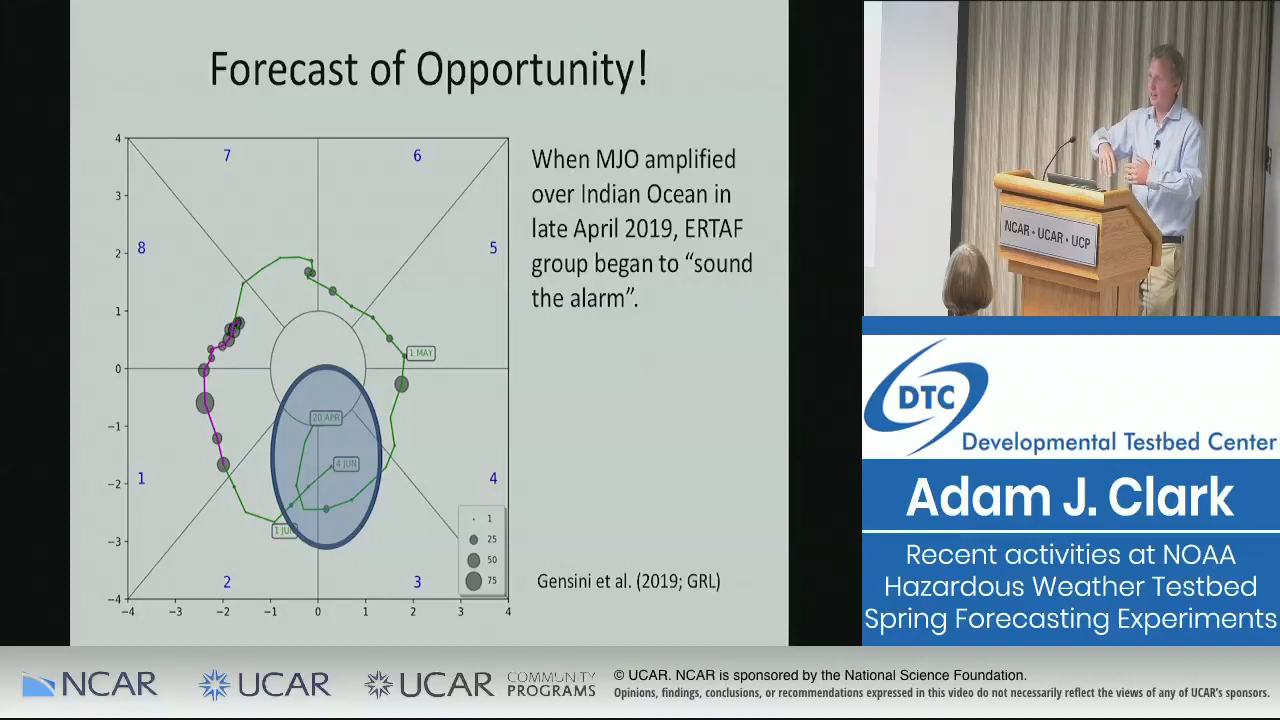 Forecast of Opportunity!
When MJO amplified
over Indian Ocean in
late April 2019, ERTAF
group began to “sound
the alarm”.
4
3
2
1
0
−1
−2
−3
−4
−4 −3 −2 −1 0 1 2 3 4
7
6
8
5
1
4
2
3
1 MAY
20 APR
4 JUN
1 JUN
1
25
50
75
Gensini et al. (2019; GRL)
NCAR • UCAR • UCP
DTC
Developmental Testbed Center
Adam J. Clark
Recent activities at NOAA
Hazardous Weather Testbed
Spring Forecasting Experiments
NCAR
UCAR
UCAR
COMMUNITY
PROGRAMS
© UCAR. NCAR is sponsored by the National Science Foundation.
Opinions, findings, conclusions, or recommendations expressed in this video do not necessarily reflect the views of any of UCAR's sponsors.